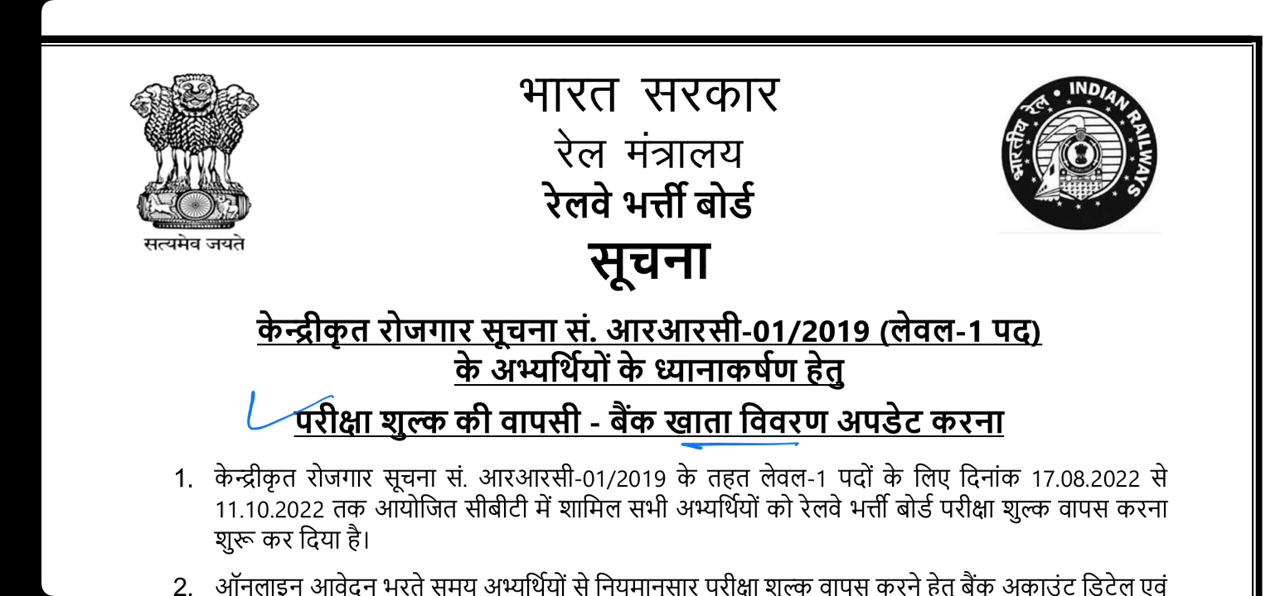 भारत सरकार
रेल मंत्रालय
रेलवे भर्ती बोर्ड
सूचना
सत्यमेव जयते
भारतीय रेल • INDIAN RAILWAYS
केन्द्रीकृत रोजगार सूचना सं. आरआरसी-01/2019 (लेवल-1 पद)
के अभ्यर्थियों के ध्यानाकर्षण हेतु
परीक्षा शुल्क की वापसी - बैंक खाता विवरण अपडेट करना
1. केन्द्रीकृत रोजगार सूचना सं. आरआरसी-01/2019 के तहत लेवल-1 पदों के लिए दिनांक 17.08.2022 से
11.10.2022 तक आयोजित सीबीटी में शामिल सभी अभ्यर्थियों को रेलवे भर्ती बोर्ड परीक्षा शुल्क वापस करना
शुरू कर दिया है।
2. ऑनलाइन आवेदन भरते समय अभ्यर्थियों से नियमानुसार परीक्षा शुल्क वापस करने हेतु बैंक अकाउंट डिटेल एवं